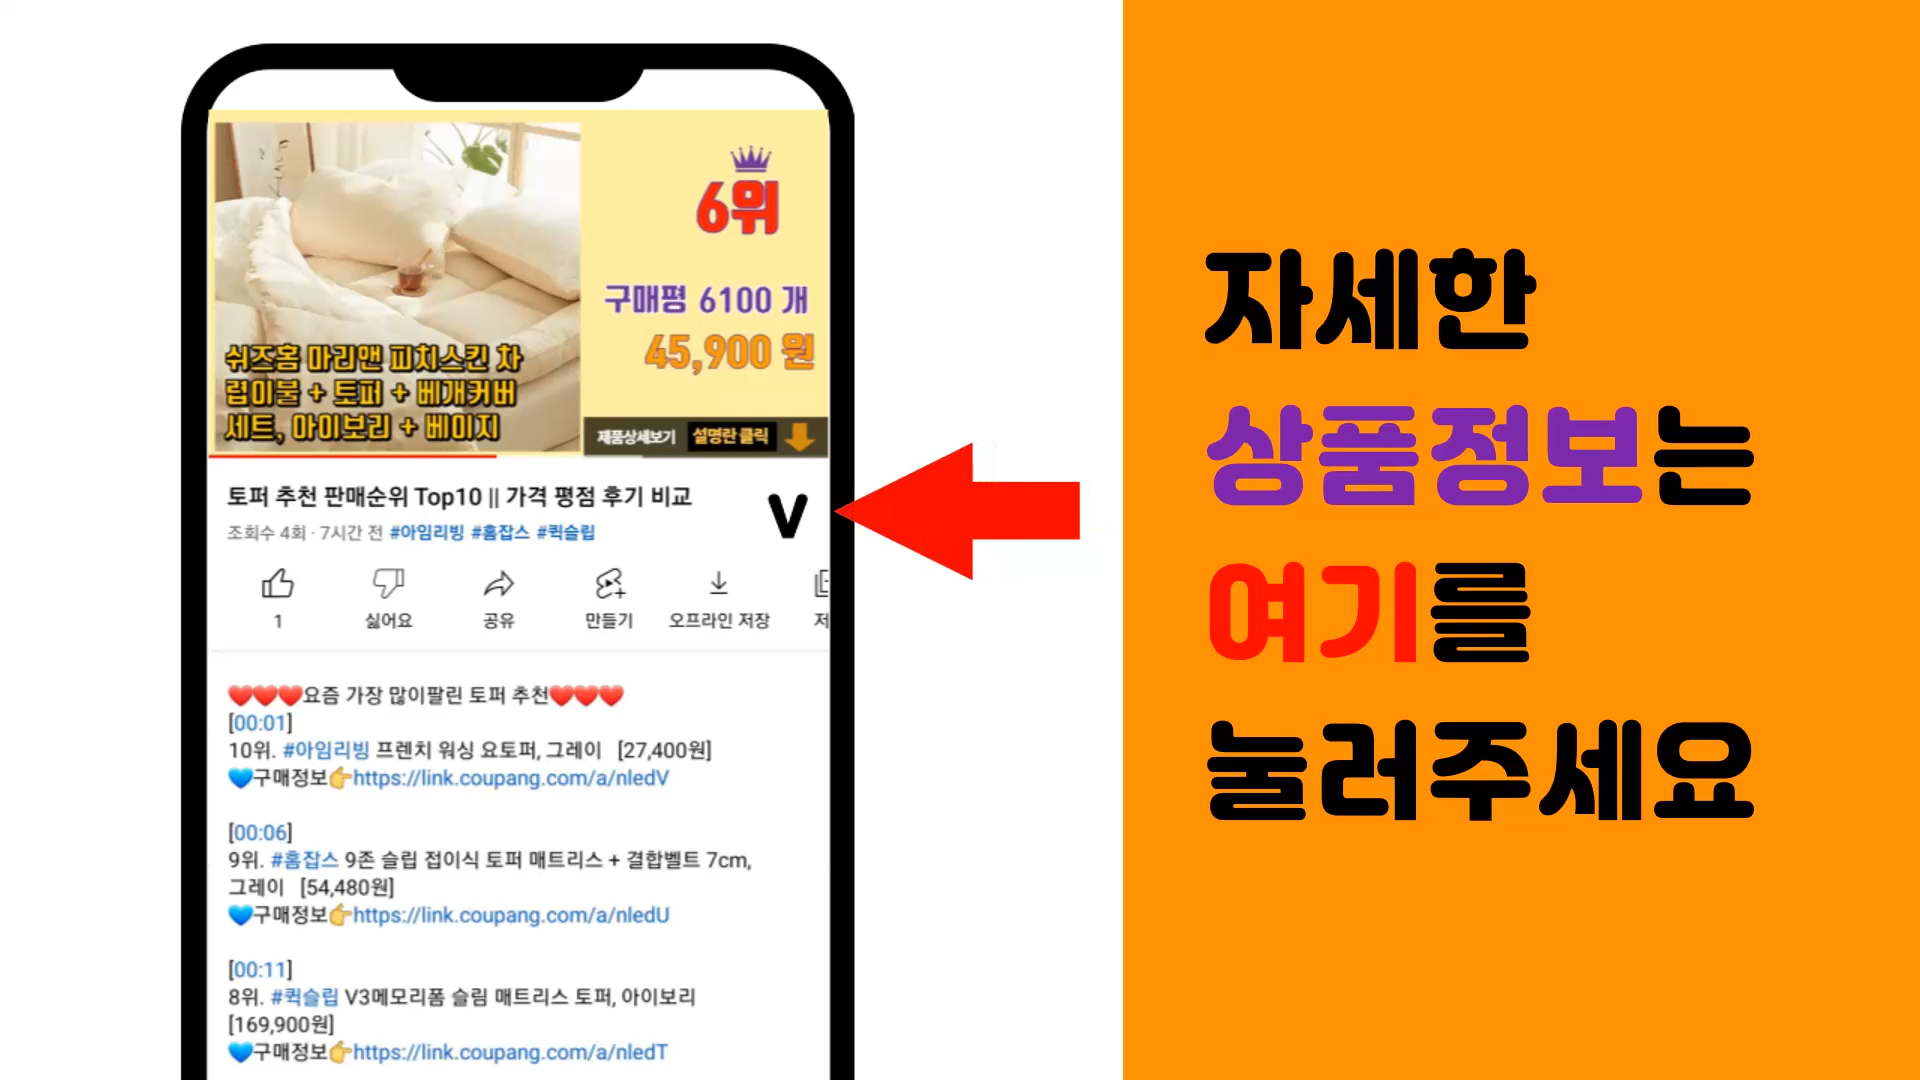 6위
구매평 6100 개
45,900 원
쉬즈홈 마리앤 피치스킨 차
렵이불 + 토퍼 + 베개커버
세트, 아이보리 + 베이지
제품상세보기 설명란 클릭
토퍼 추천 판매순위 Top10 || 가격 평점 후기 비교
V
조회수 4회 · 7시간 전 #아임리빙 #홈잡스 #퀵슬립
1 싫어요 공유 만들기 오프라인 저장 저
❤️❤️❤️요즘 가장 많이팔린 토퍼 추천❤️❤️❤️
[00:01]
10위. #아임리빙 프렌치 워싱 요토퍼, 그레이 [27,400원]
💙구매정보👉https://link.coupang.com/a/nledV
[00:06]
9위. #홈잡스 9존 슬립 접이식 토퍼 매트리스 + 결합벨트 7cm,
그레이 [54,480원]
💙구매정보👉https://link.coupang.com/a/nledU
[00:11]
8위. #퀵슬립 V3메모리폼 슬림 매트리스 토퍼, 아이보리
[169,900원]
💙구매정보👉https://link.coupang.com/a/nledT
자세한
상품정보는
여기를
눌러주세요